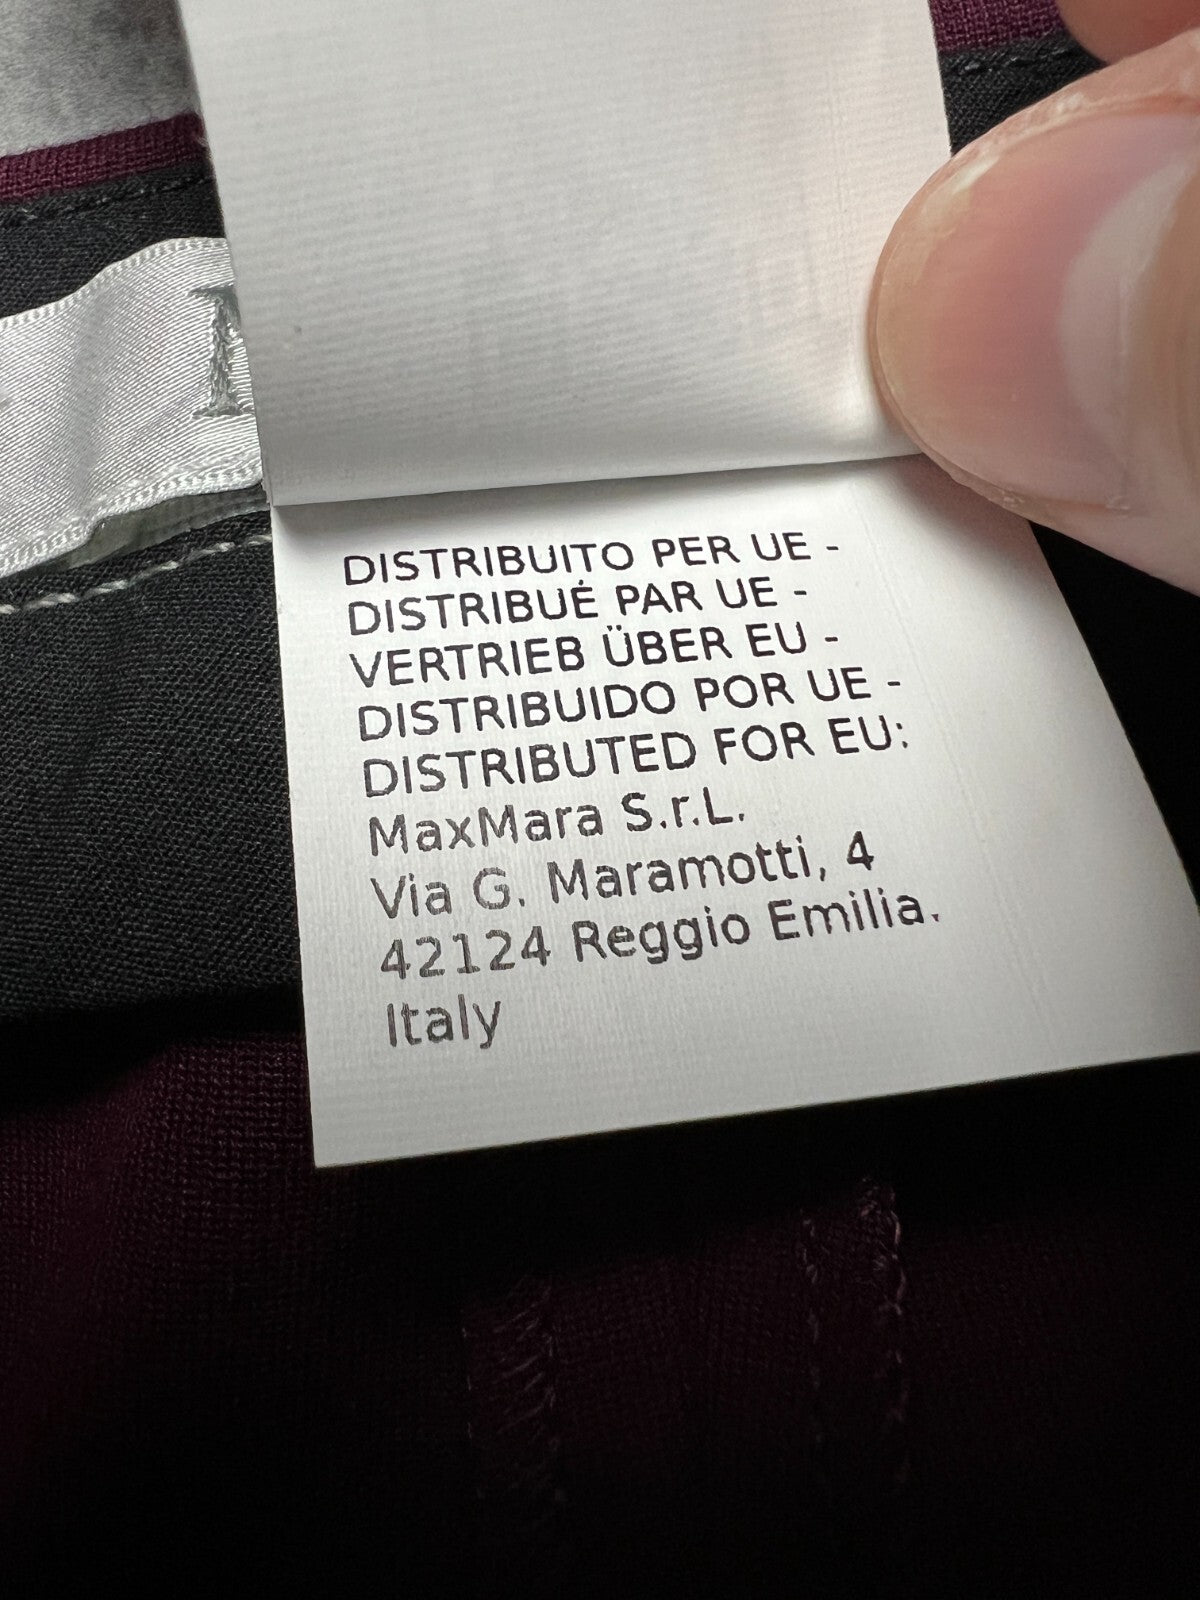 DISTRIBUITO PER UE -
DISTRIBUÉ PAR UE -
VERTRIEB ÜBER EU -
DISTRIBUIDO POR UE -
DISTRIBUTED FOR EU:
MaxMara S.r.L.
Via G. Maramotti, 4
42124 Reggio Emilia.
Italy